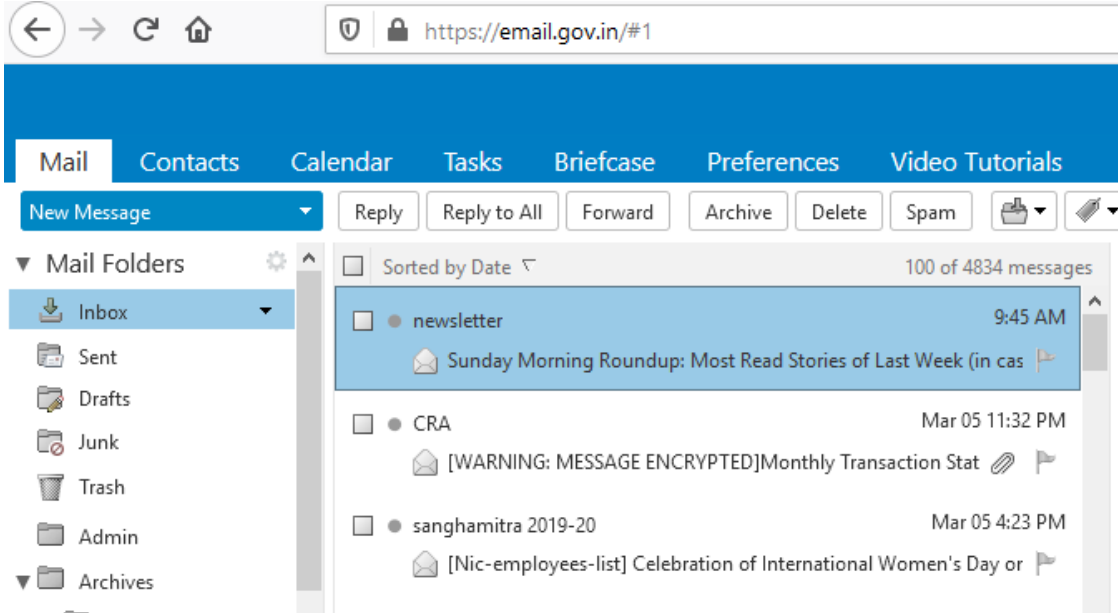 https://email.gov.in/#1
Mail Contacts Calendar Tasks Briefcase Preferences Video Tutorials
New Message Reply Reply to All Forward Archive Delete Spam
Mail Folders
Sorted by Date 100 of 4834 messages
Inbox
newsletter 9:45 AM
Sunday Morning Roundup: Most Read Stories of Last Week (in cas
Sent
Drafts
CRA Mar 05 11:32 PM
Junk
[WARNING: MESSAGE ENCRYPTED]Monthly Transaction Stat
Trash
sanghamitra 2019-20 Mar 05 4:23 PM
Admin
[Nic-employees-list] Celebration of International Women's Day or
Archives